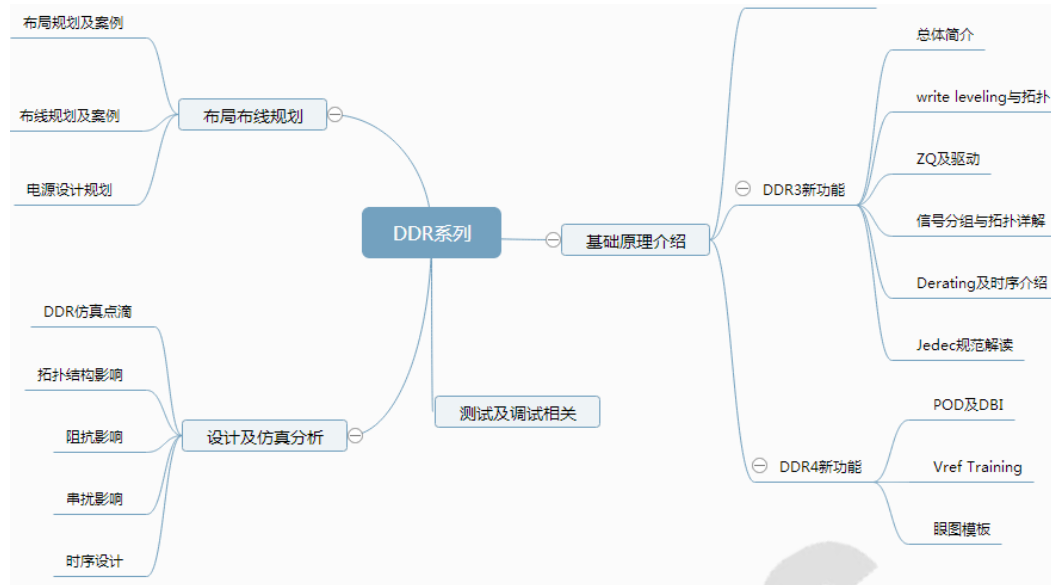 布局规划及案例
布线规划及案例
电源设计规划
布局布线规划
DDR系列
基础原理介绍
DDR3新功能
总体简介
write leveling与拓扑
ZQ及驱动
信号分组与拓扑详解
Derating及时序介绍
Jedec规范解读
DDR4新功能
POD及DBI
Vref Training
眼图模板
测试及调试相关
设计及仿真分析
DDR仿真点滴
拓扑结构影响
阻抗影响
串扰影响
时序设计